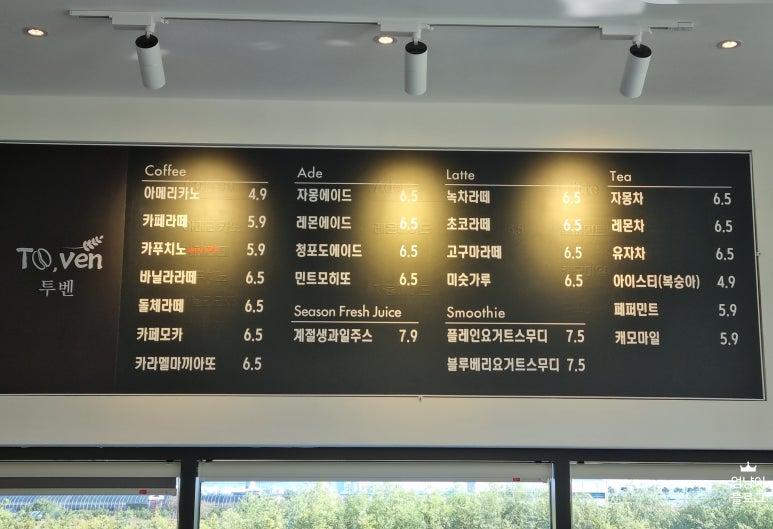 TO,ven
투벤
Coffee
아메리카노 4.9
카페라떼 5.9
카푸치노 5.9
바닐라라떼 6.5
돌체라떼 6.5
카페모카 6.5
카라멜마끼아또 6.5
Ade
자몽에이드 6.5
레몬에이드 6.5
청포도에이드 6.5
민트모히또 6.5
Season Fresh Juice
계절생과일주스 7.9
Latte
녹차라떼 6.5
초코라떼 6.5
고구마라떼 6.5
미숫가루 6.5
Smoothie
플레인요거트스무디 7.5
블루베리요거트스무디 7.5
Tea
자몽차 6.5
레몬차 6.5
유자차 6.5
아이스티(복숭아) 4.9
페퍼민트 5.9
캐모마일 5.9